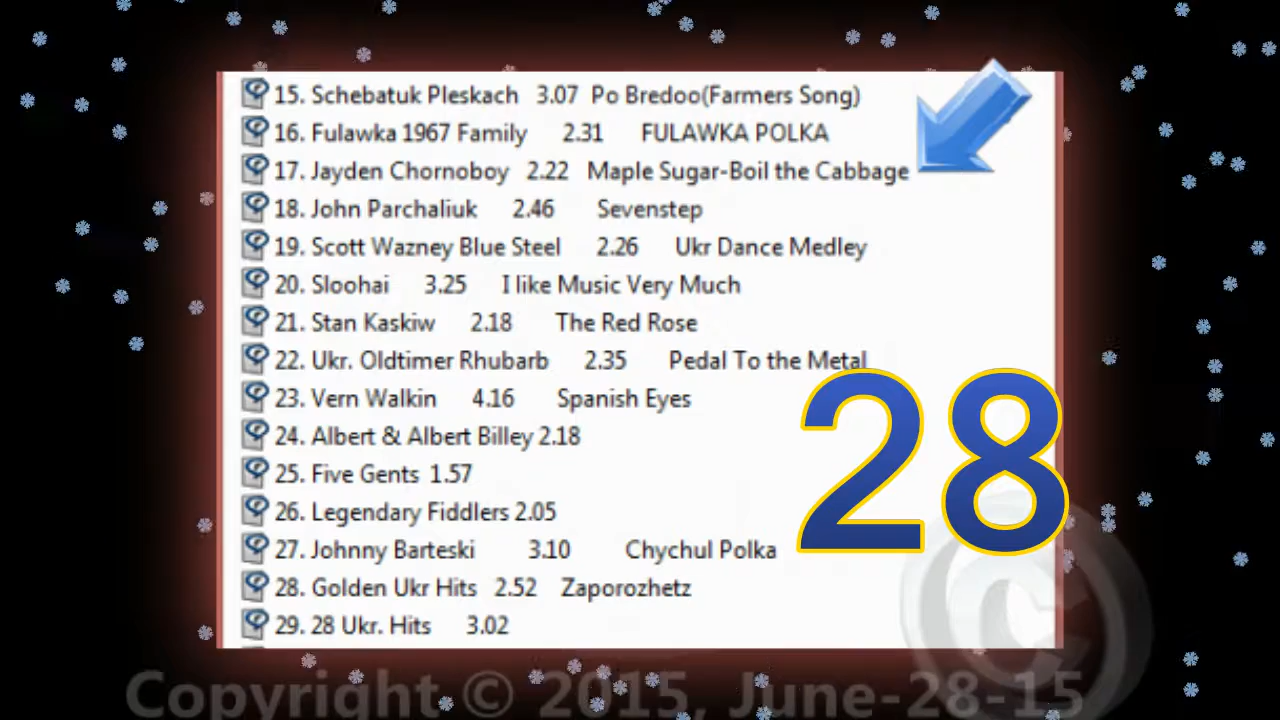 15. Schebatuk Pleskach 3.07 Po Bredoo(Farmers Song)
16. Fulawka 1967 Family 2.31 FULAWKA POLKA
17. Jayden Chornoboy 2.22 Maple Sugar-Boil the Cabbage
18. John Parchaliuk 2.46 Sevenstep
19. Scott Wazney Blue Steel 2.26 Ukr Dance Medley
20. Sloohai 3.25 I like Music Very Much
21. Stan Kaskiw 2.18 The Red Rose
22. Ukr. Oldtimer Rhubarb 2.35 Pedal To the Metal
23. Vern Walkin 4.16 Spanish Eyes
24. Albert & Albert Billey 2.18
25. Five Gents 1.57
26. Legendary Fiddlers 2.05
27. Johnny Barteski 3.10 Chychul Polka
28. Golden Ukr Hits 2.52 Zaporozhetz
29. 28 Ukr. Hits 3.02
28
©
Copyright © 2015, June-28-15